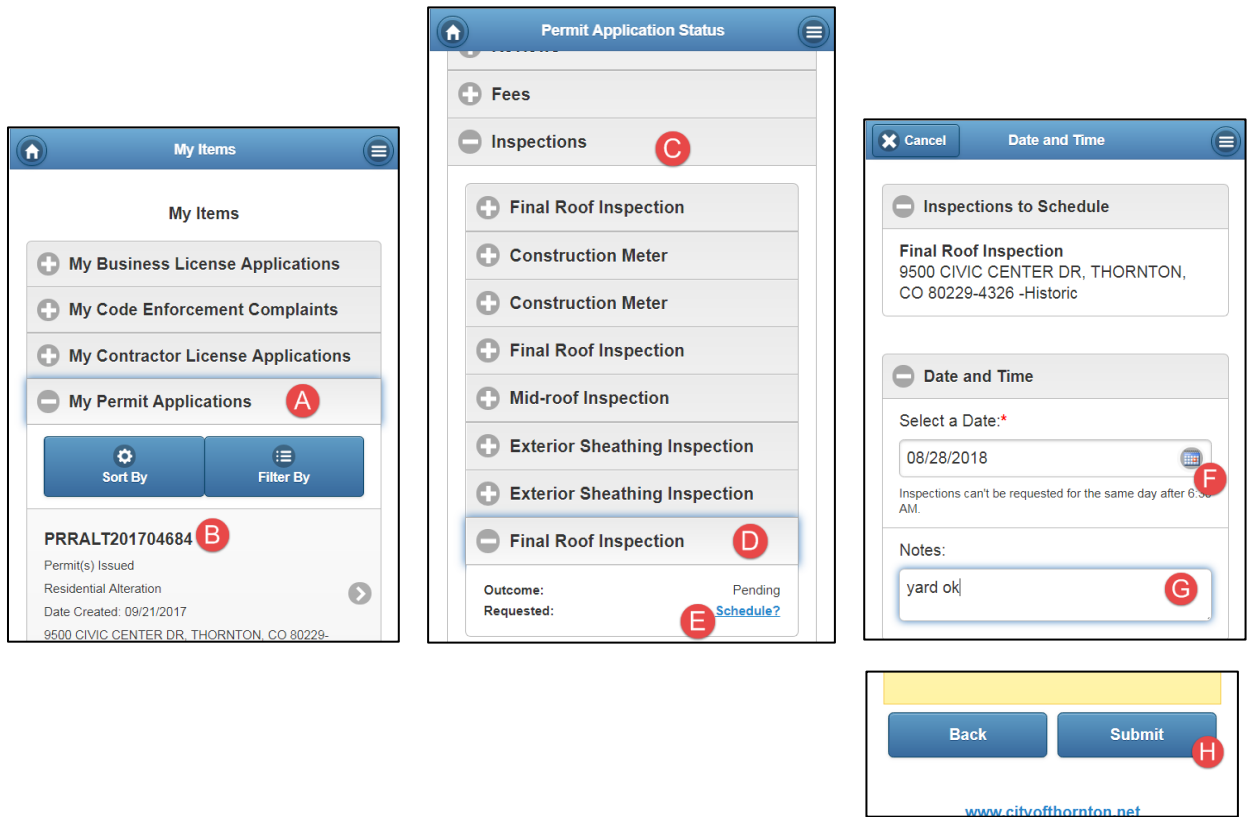 My Items
My Items
My Business License Applications
My Code Enforcement Complaints
My Contractor License Applications
My Permit Applications
A
Sort By
Filter By
PRRALT201704684
B
Permit(s) Issued
Residential Alteration
Date Created: 09/21/2017
9500 CIVIC CENTER DR, THORNTON, CO 80229-
Permit Application Status
Fees
Inspections
C
Final Roof Inspection
Construction Meter
Construction Meter
Final Roof Inspection
Mid-roof Inspection
Exterior Sheathing Inspection
Exterior Sheathing Inspection
Final Roof Inspection
D
Outcome: Pending
Requested: Schedule?
E
Cancel
Date and Time
Inspections to Schedule
Final Roof Inspection
9500 CIVIC CENTER DR, THORNTON,
CO 80229-4326 -Historic
Date and Time
Select a Date:*
08/28/2018
F
Inspections can't be requested for the same day after
AM.
Notes:
yard ok
G
Back
Submit
H
www.cityofthornton.net